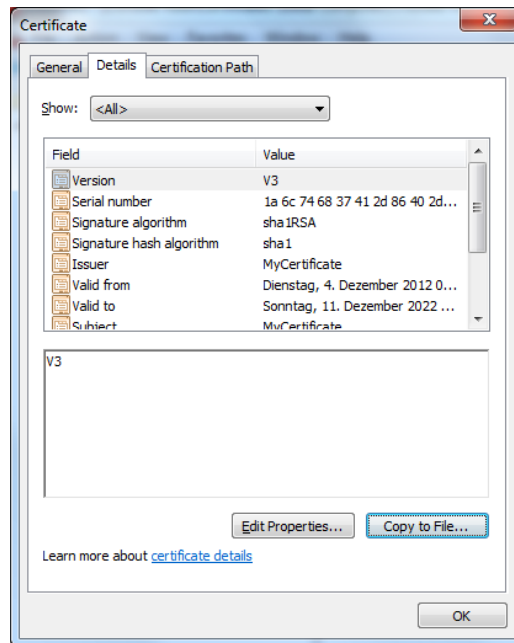 Certificate
General Details Certification Path
Show: <All>
Field Value
Version V3
Serial number 1a 6c 74 68 37 41 2d 86 40 2d...
Signature algorithm sha1RSA
Signature hash algorithm sha1
Issuer MyCertificate
Valid from Dienstag, 4. Dezember 2012 0...
Valid to Sonntag, 11. Dezember 2022 ...
Subject MyCertificate
V3
Edit Properties... Copy to File...
Learn more about certificate details
OK